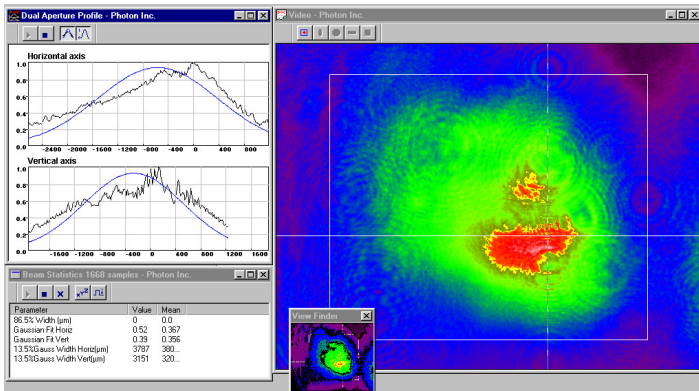 Dual Aperture Profile - Photon Inc.
Horizontal axis
1.0
0.8
0.6
0.4
0.2
0.0
-2400 -2000 -1600 -1200 -800 -400 0 400 800
Vertical axis
1.0
0.8
0.6
0.4
0.2
0.0
-1600 -1200 -800 -400 0 400 800 1200 1600
Beam Statistics 1668 samples - Photon Inc.
Parameter Value Mean
86.5% Width (µm) 0 0.0
Gaussian Fit Horiz 0.52 0.367
Gaussian Fit Vert 0.39 0.356
13.5%Gauss Width Horiz(µm) 3787 380...
13.5%Gauss Width Vert(µm) 3151 320...
Video - Photon Inc.
View Finder